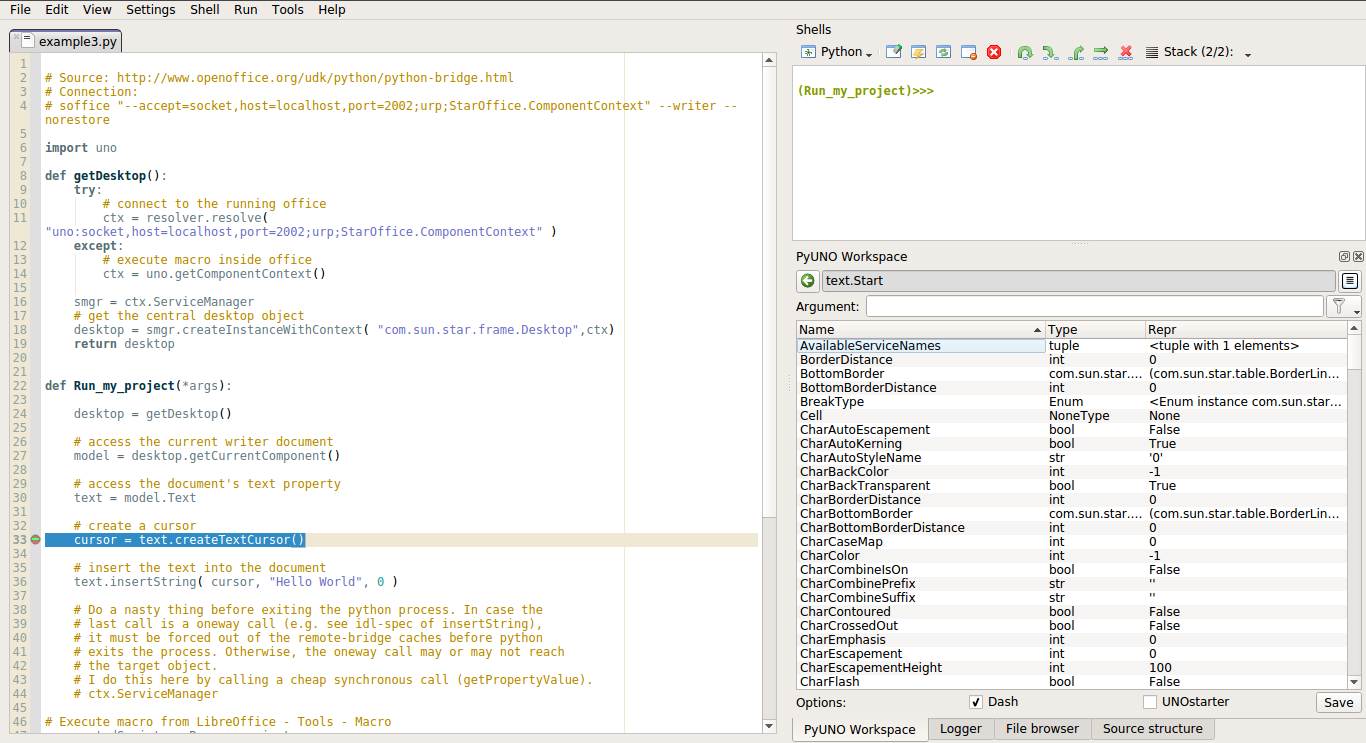 File Edit View Settings Shell Run Tools Help
example3.py
1
2 # Source: http://www.openoffice.org/udk/python/python-bridge.html
3 # Connection:
4 # soffice "--accept=socket,host=localhost,port=2002;urp;StarOffice.ComponentContext" --writer --
norestore
5
6 import uno
7
8 def getDesktop():
9 try:
10 # connect to the running office
11 ctx = resolver.resolve(
"uno:socket,host=localhost,port=2002;urp;StarOffice.ComponentContext" )
12 except:
13 # execute macro inside office
14 ctx = uno.getComponentContext()
15
16 smgr = ctx.ServiceManager
17 # get the central desktop object
18 desktop = smgr.createInstanceWithContext( "com.sun.star.frame.Desktop",ctx)
19 return desktop
20
21
22 def Run_my_project(*args):
23
24 desktop = getDesktop()
25
26 # access the current writer document
27 model = desktop.getCurrentComponent()
28
29 # access the document's text property
30 text = model.Text
31
32 # create a cursor
33 cursor = text.createTextCursor()
34
35 # insert the text into the document
36 text.insertString( cursor, "Hello World", 0 )
37
38 # Do a nasty thing before exiting the python process. In case the
39 # last call is a oneway call (e.g. see idl-spec of insertString),
40 # it must be forced out of the remote-bridge caches before python
41 # exits the process. Otherwise, the oneway call may or may not reach
42 # the target object.
43 # I do this here by calling a cheap synchronous call (getPropertyValue).
44 # ctx.ServiceManager
45
46 # Execute macro from LibreOffice - Tools - Macro
Shells
Python Stack (2/2):
(Run_my_project)>>>
PyUNO Workspace
text.Start
Argument:
Name Type Repr
AvailableServiceNames tuple <tuple with 1 elements>
BorderDistance int 0
BottomBorder com.sun.star.... (com.sun.star.table.BorderLin...
BottomBorderDistance int 0
BreakType Enum <Enum instance com.sun.star...
Cell NoneType None
CharAutoEscapement bool False
CharAutoKerning bool True
CharAutoStyleName str '0'
CharBackColor int -1
CharBackTransparent bool True
CharBorderDistance int 0
CharBottomBorder com.sun.star.... (com.sun.star.table.BorderLin...
CharBottomBorderDistance int 0
CharCaseMap int 0
CharColor int -1
CharCombineIsOn bool False
CharCombinePrefix str ''
CharCombineSuffix str ''
CharContoured bool False
CharCrossedOut bool False
CharEmphasis int 0
CharEscapement int 0
CharEscapementHeight int 100
CharFlash bool False
Options: Dash UNOstarter Save
PyUNO Workspace Logger File browser Source structure